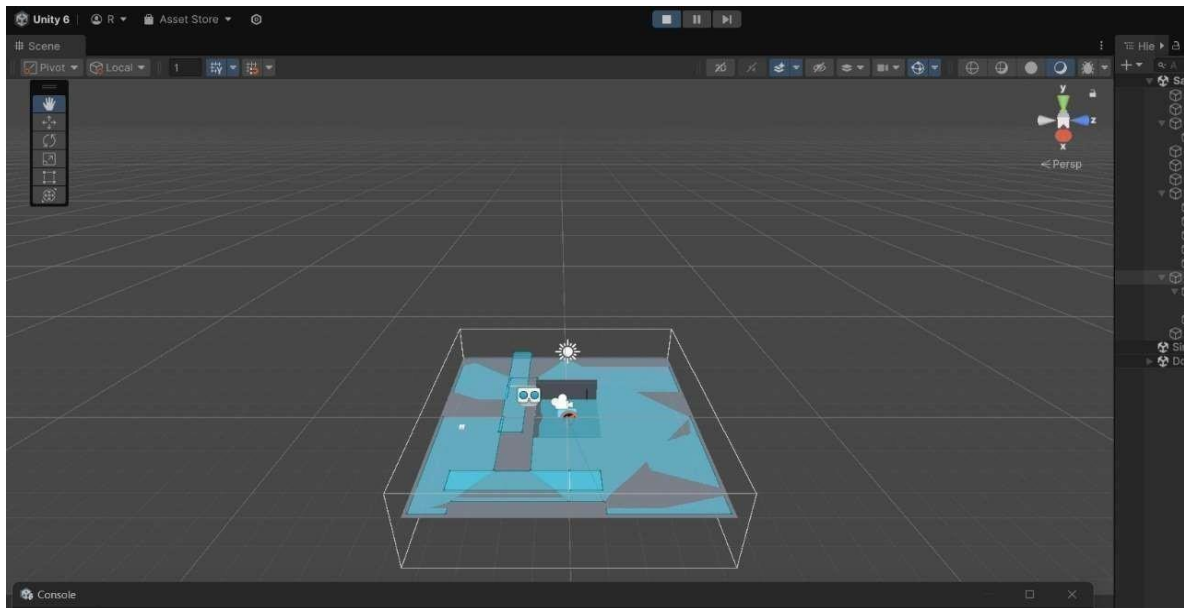 Unity 6 R Asset Store
Scene
Hie
Pivot Local 1
y
z
x
Persp
Console